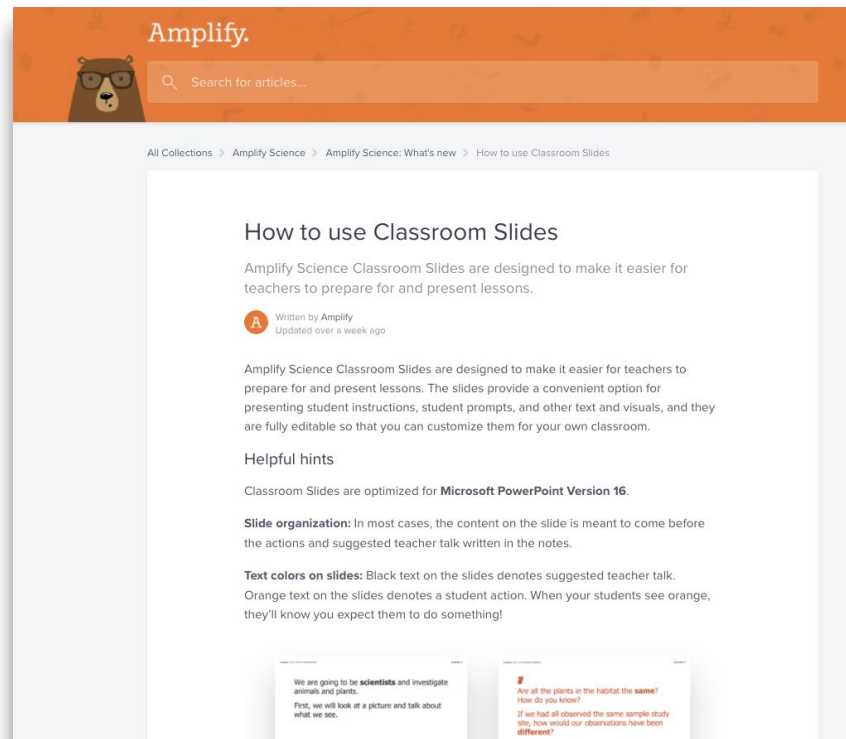 Amplify.
Search for articles...
All Collections > Amplify Science > Amplify Science: What's new > How to use Classroom Slides
How to use Classroom Slides
Amplify Science Classroom Slides are designed to make it easier for
teachers to prepare for and present lessons.
A
Written by Amplify
Updated over a week ago
Amplify Science Classroom Slides are designed to make it easier for teachers to
prepare for and present lessons. The slides provide a convenient option for
presenting student instructions, student prompts, and other text and visuals, and they
are fully editable so that you can customize them for your own classroom.
Helpful hints
Classroom Slides are optimized for Microsoft PowerPoint Version 16.
Slide organization: In most cases, the content on the slide is meant to come before
the actions and suggested teacher talk written in the notes.
Text colors on slides: Black text on the slides denotes suggested teacher talk.
Orange text on the slides denotes a student action. When your students see orange,
they'll know you expect them to do something!
We are going to be scientists and investigate
animals and plants.
First, we will look at a picture and talk about
what we see.
Are all the plants in the habitat the same?
How do you know?
If we had all observed the same sample study
site, how would our observations have been
different?